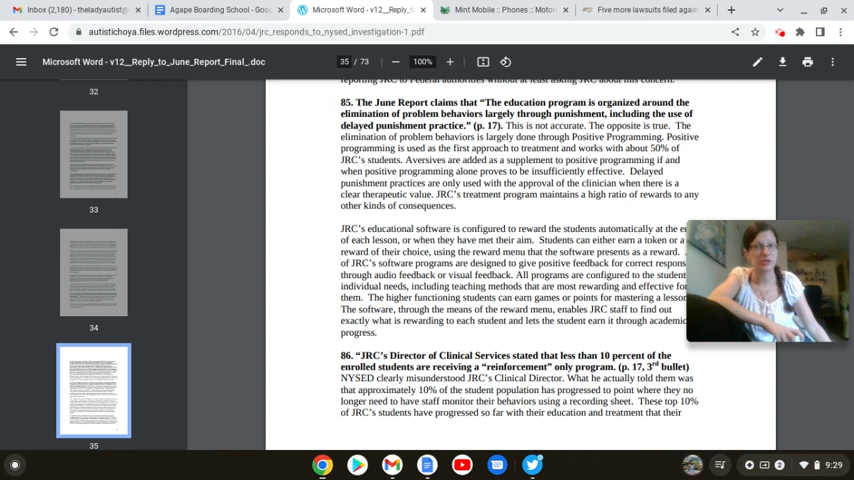 Inbox (2,180) - theladyautist@
Agape Boarding School - Goo
Microsoft Word - v12__Reply_to
Mint Mobile :: Phones :: Motor
Five more lawsuits filed again
autistichoya.files.wordpress.com/2016/04/jrc_responds_to_nysed_investigation-1.pdf
Microsoft Word - v12__Reply_to_June_Report_Final_.doc
35 / 73
100%
32
33
34
35
reporting JRC to Federal authorities without at least asking JRC about this concern.
85. The June Report claims that “The education program is organized around the
elimination of problem behaviors largely through punishment, including the use of
delayed punishment practice.” (p. 17). This is not accurate. The opposite is true. The
elimination of problem behaviors is largely done through Positive Programming. Positive
programming is used as the first approach to treatment and works with about 50% of
JRC’s students. Aversives are added as a supplement to positive programming if and
when positive programming alone proves to be insufficiently effective. Delayed
punishment practices are only used with the approval of the clinician when there is a
clear therapeutic value. JRC’s treatment program maintains a high ratio of rewards to any
other kinds of consequences.
JRC’s educational software is configured to reward the students automatically at the
of each lesson, or when they have met their aim. Students can either earn a token or a
reward of their choice, using the reward menu that the software presents as a reward.
of JRC’s software programs are designed to give positive feedback for correct respons
through audio feedback or visual feedback. All programs are configured to the student
individual needs, including teaching methods that are most rewarding and effective for
them. The higher functioning students can earn games or points for mastering a lesson
The software, through the means of the reward menu, enables JRC staff to find out
exactly what is rewarding to each student and lets the student earn it through academic
progress.
86. “JRC’s Director of Clinical Services stated that less than 10 percent of the
enrolled students are receiving a “reinforcement” only program. (p. 17, 3rd bullet)
NYSED clearly misunderstood JRC’s Clinical Director. What he actually told them was
that approximately 10% of the student population has progressed to point where they no
longer need to have staff monitor their behaviors using a recording sheet. These top 10%
of JRC’s students have progressed so far with their education and treatment that their
2
9:29